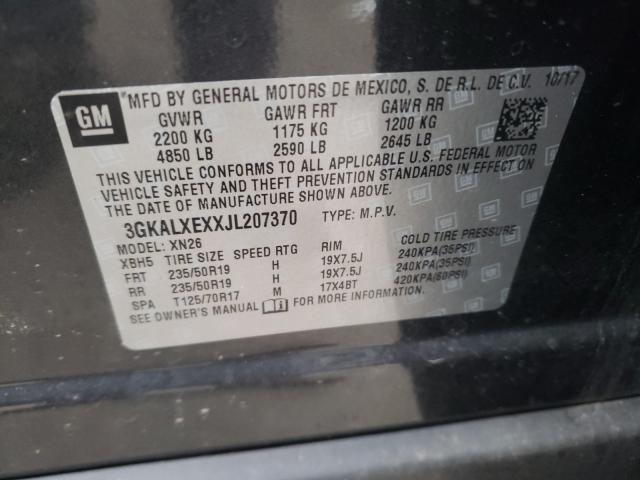 GM
MFD BY GENERAL MOTORS DE MEXICO, S. DE R.L. DE C.V. 10/17
GVWR GAWR FRT GAWR RR
2200 KG 1175 KG 1200 KG
4850 LB 2590 LB 2645 LB
THIS VEHICLE CONFORMS TO ALL APPLICABLE U.S. FEDERAL MOTOR
VEHICLE SAFETY AND THEFT PREVENTION STANDARDS IN EFFECT ON
THE DATE OF MANUFACTURE SHOWN ABOVE.
3GKALXEXXJL207370 TYPE: M.P.V.
MODEL: XN26
XBH5 TIRE SIZE SPEED RTG RIM COLD TIRE PRESSURE
FRT 235/50R19 H 19X7.5J 240KPA(35PSI)
RR 235/50R19 H 19X7.5J 240KPA(35PSI)
SPA T125/70R17 M 17X4BT 420KPA(60PSI)
SEE OWNER'S MANUAL FOR MORE INFORMATION.